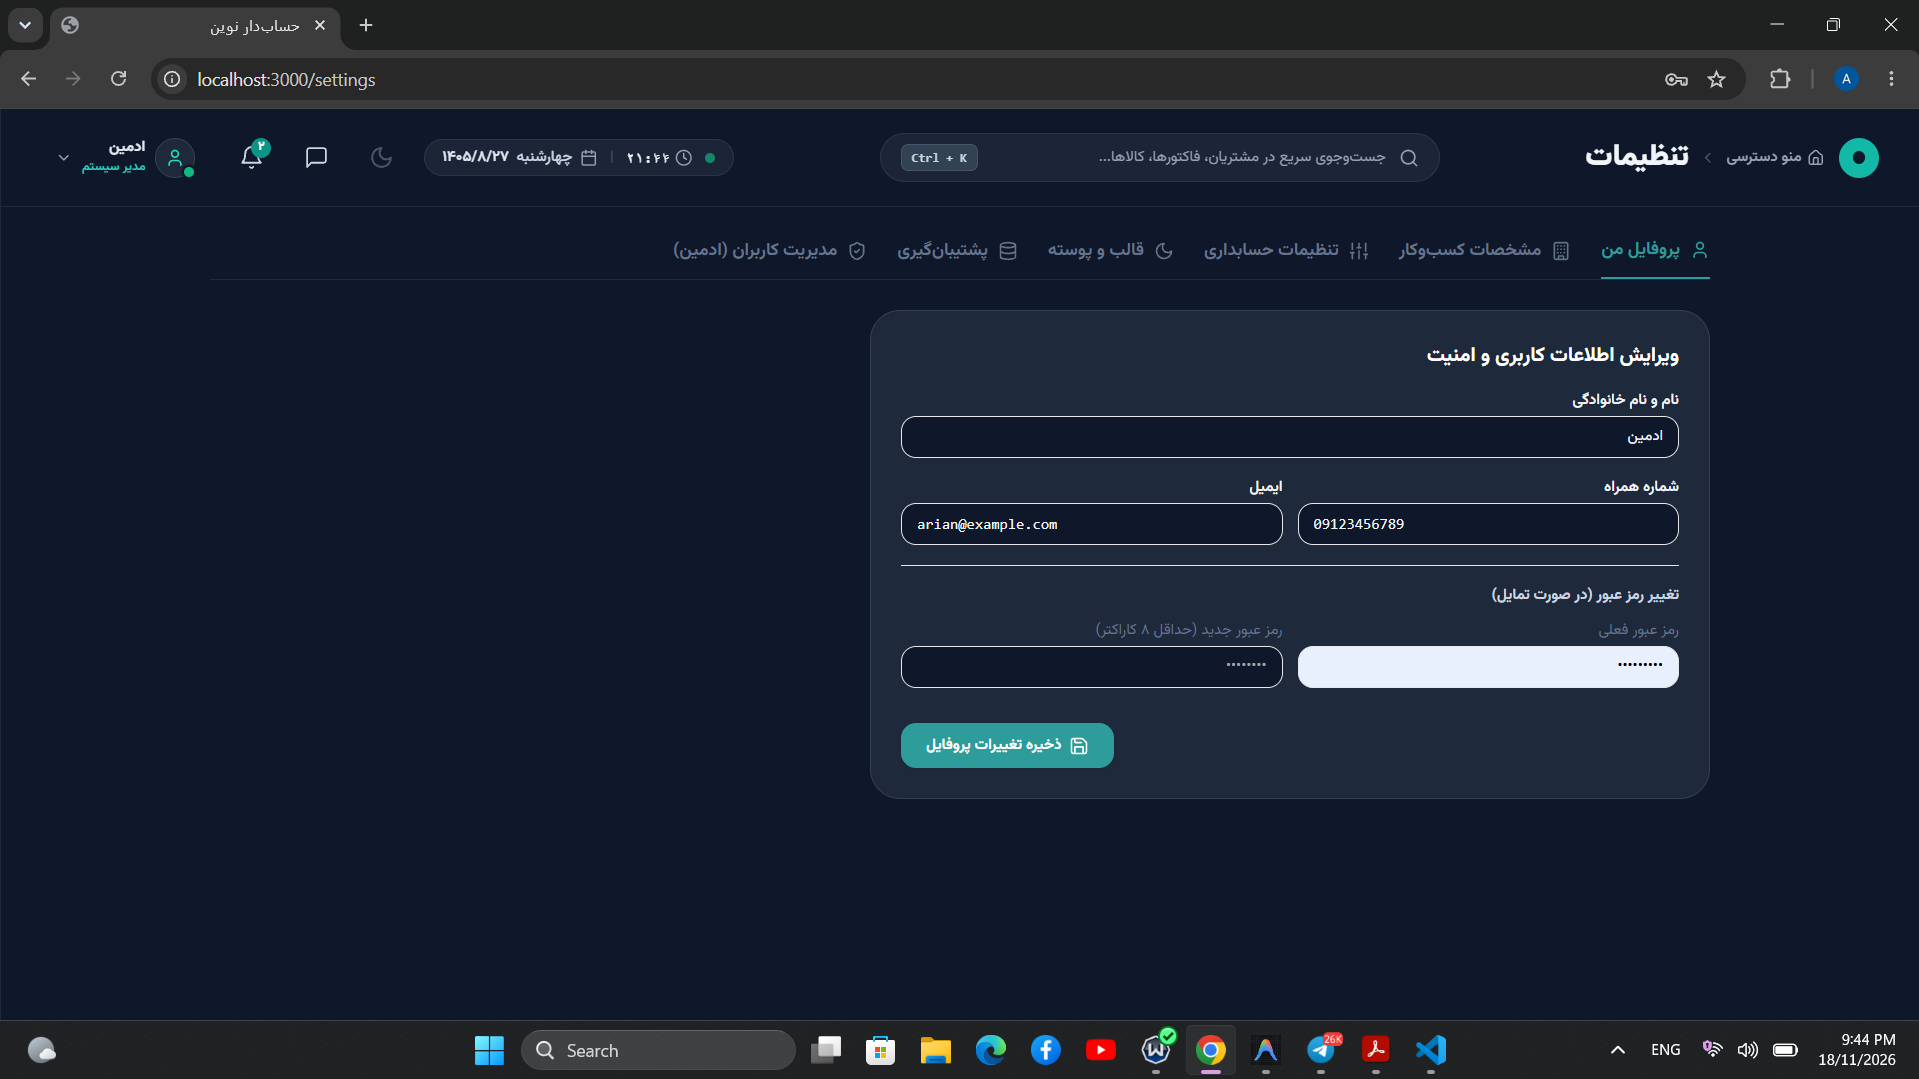 حساب‌دار نوین
localhost:3000/settings
منو دسترسی
تنظیمات
جست‌وجوی سریع در مشتریان، فاکتورها، کالاها...
Ctrl + K
۲۱:۴۴
چهارشنبه ۱۴۰۵/۸/۲۷
۲
ادمین
مدیر سیستم
پروفایل من
مشخصات کسب‌وکار
تنظیمات حسابداری
قالب و پوسته
پشتیبان‌گیری
مدیریت کاربران (ادمین)
ویرایش اطلاعات کاربری و امنیت
نام و نام خانوادگی
ادمین
شماره همراه
ایمیل
09123456789
arian@example.com
تغییر رمز عبور (در صورت تمایل)
رمز عبور فعلی
رمز عبور جدید (حداقل ۸ کاراکتر)
•••••••••
••••••••
ذخیره تغییرات پروفایل
A
Search
26K
ENG
9:44 PM
18/11/2026